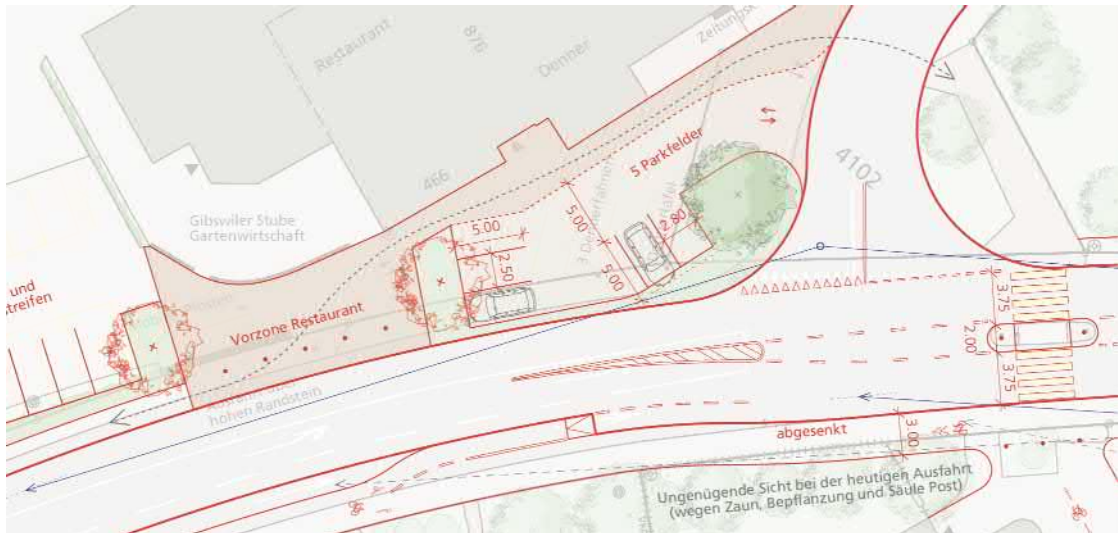 Restaurant
876
Denner
Zeitungsk
5 Parkfelder
466
4102
Gibswiler Stube
Gartenwirtschaft
5.00
5.00
2.80
2.50
5.00
und
streifen
Vorzone Restaurant
3.75
2.00
3.75
hohen Randstein
abgesenkt
3.00
Ungenügende Sicht bei der heutigen Ausfahrt
(wegen Zaun, Bepflanzung und Säule Post)